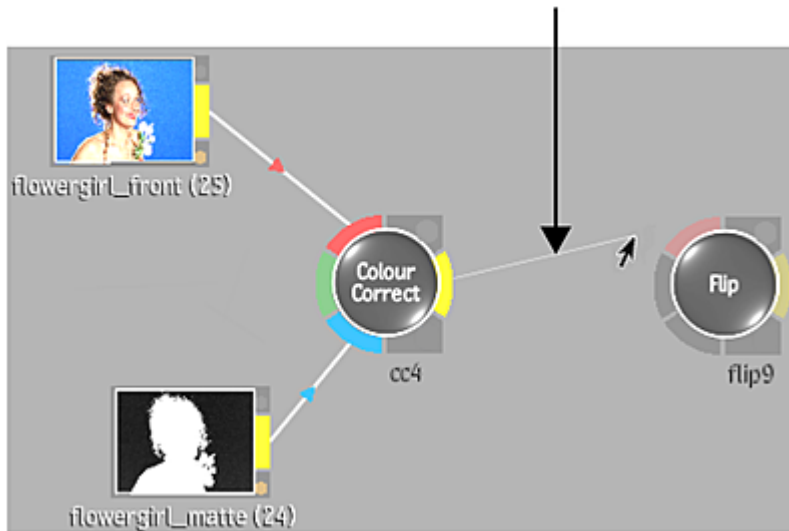 flowergirl_front (25)
Colour
Correct
Flip
cc4
flip9
flowergirl_matte (24)